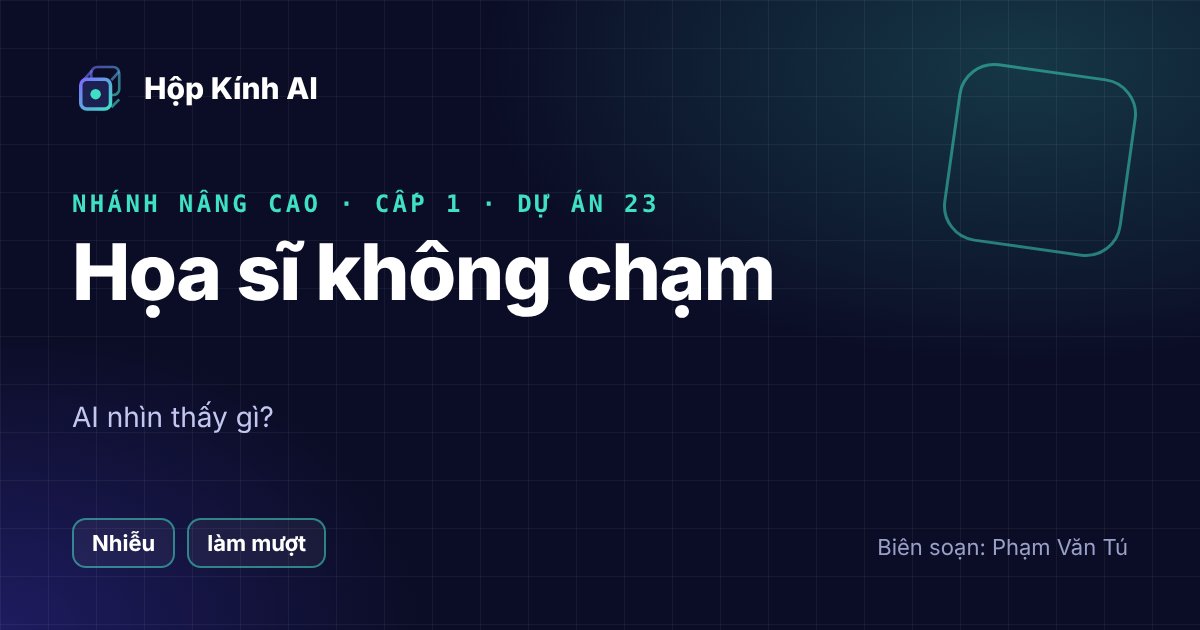 Hộp Kính AI
NHÁNH NÂNG CAO · CẤP 1 · DỰ ÁN 23
Họa sĩ không chạm
AI nhìn thấy gì?
Nhiễu
làm mượt
Biên soạn: Phạm Văn Tú